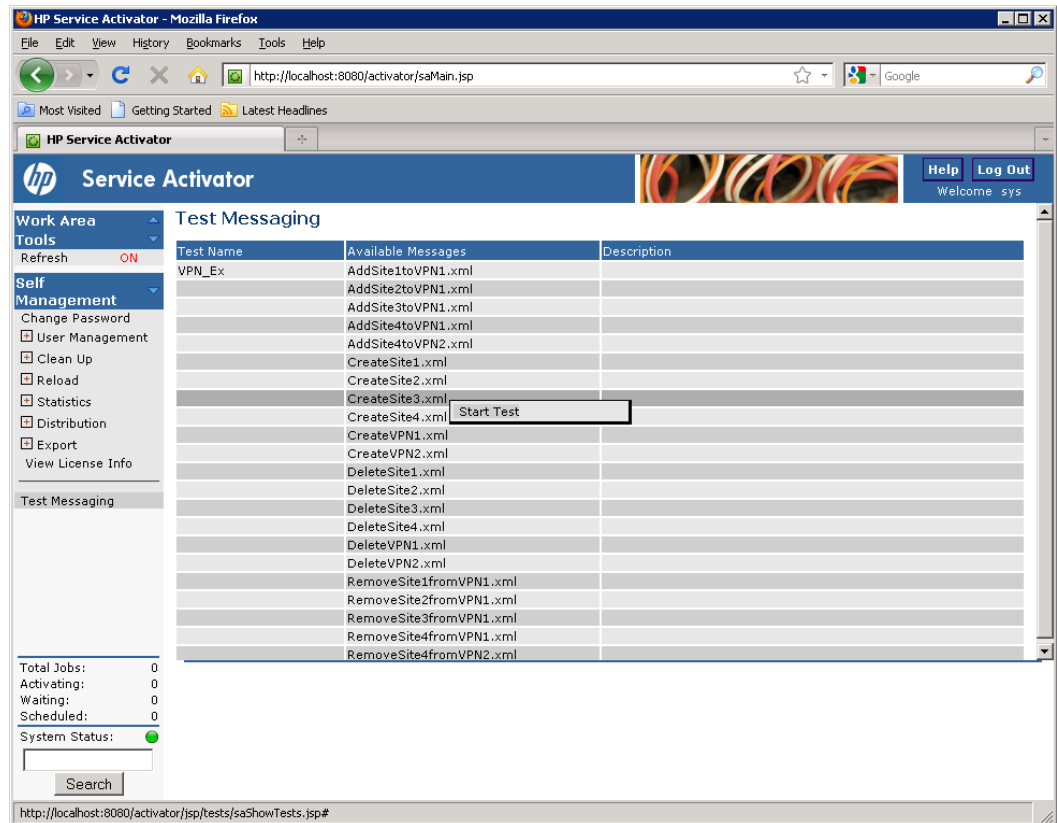 HP Service Activator - Mozilla Firefox
File Edit View History Bookmarks Tools Help
http://localhost:8080/activator/saMain.jsp
Google
Most Visited Getting Started Latest Headlines
HP Service Activator
hp Service Activator
Help Log Out
Welcome sys
Work Area
Tools
Refresh ON
Self
Management
Change Password
User Management
Clean Up
Reload
Statistics
Distribution
Export
View License Info
Test Messaging
Total Jobs: 0
Activating: 0
Waiting: 0
Scheduled: 0
System Status:
Search
Test Messaging
Test Name Available Messages Description
VPN_Ex AddSite1toVPN1.xml
AddSite2toVPN1.xml
AddSite3toVPN1.xml
AddSite4toVPN1.xml
AddSite4toVPN2.xml
CreateSite1.xml
CreateSite2.xml
CreateSite3.xml
Start Test
CreateSite4.xml
CreateVPN1.xml
CreateVPN2.xml
DeleteSite1.xml
DeleteSite2.xml
DeleteSite3.xml
DeleteSite4.xml
DeleteVPN1.xml
DeleteVPN2.xml
RemoveSite1fromVPN1.xml
RemoveSite2fromVPN1.xml
RemoveSite3fromVPN1.xml
RemoveSite4fromVPN1.xml
RemoveSite4fromVPN2.xml
http://localhost:8080/activator/jsp/tests/saShowTests.jsp#